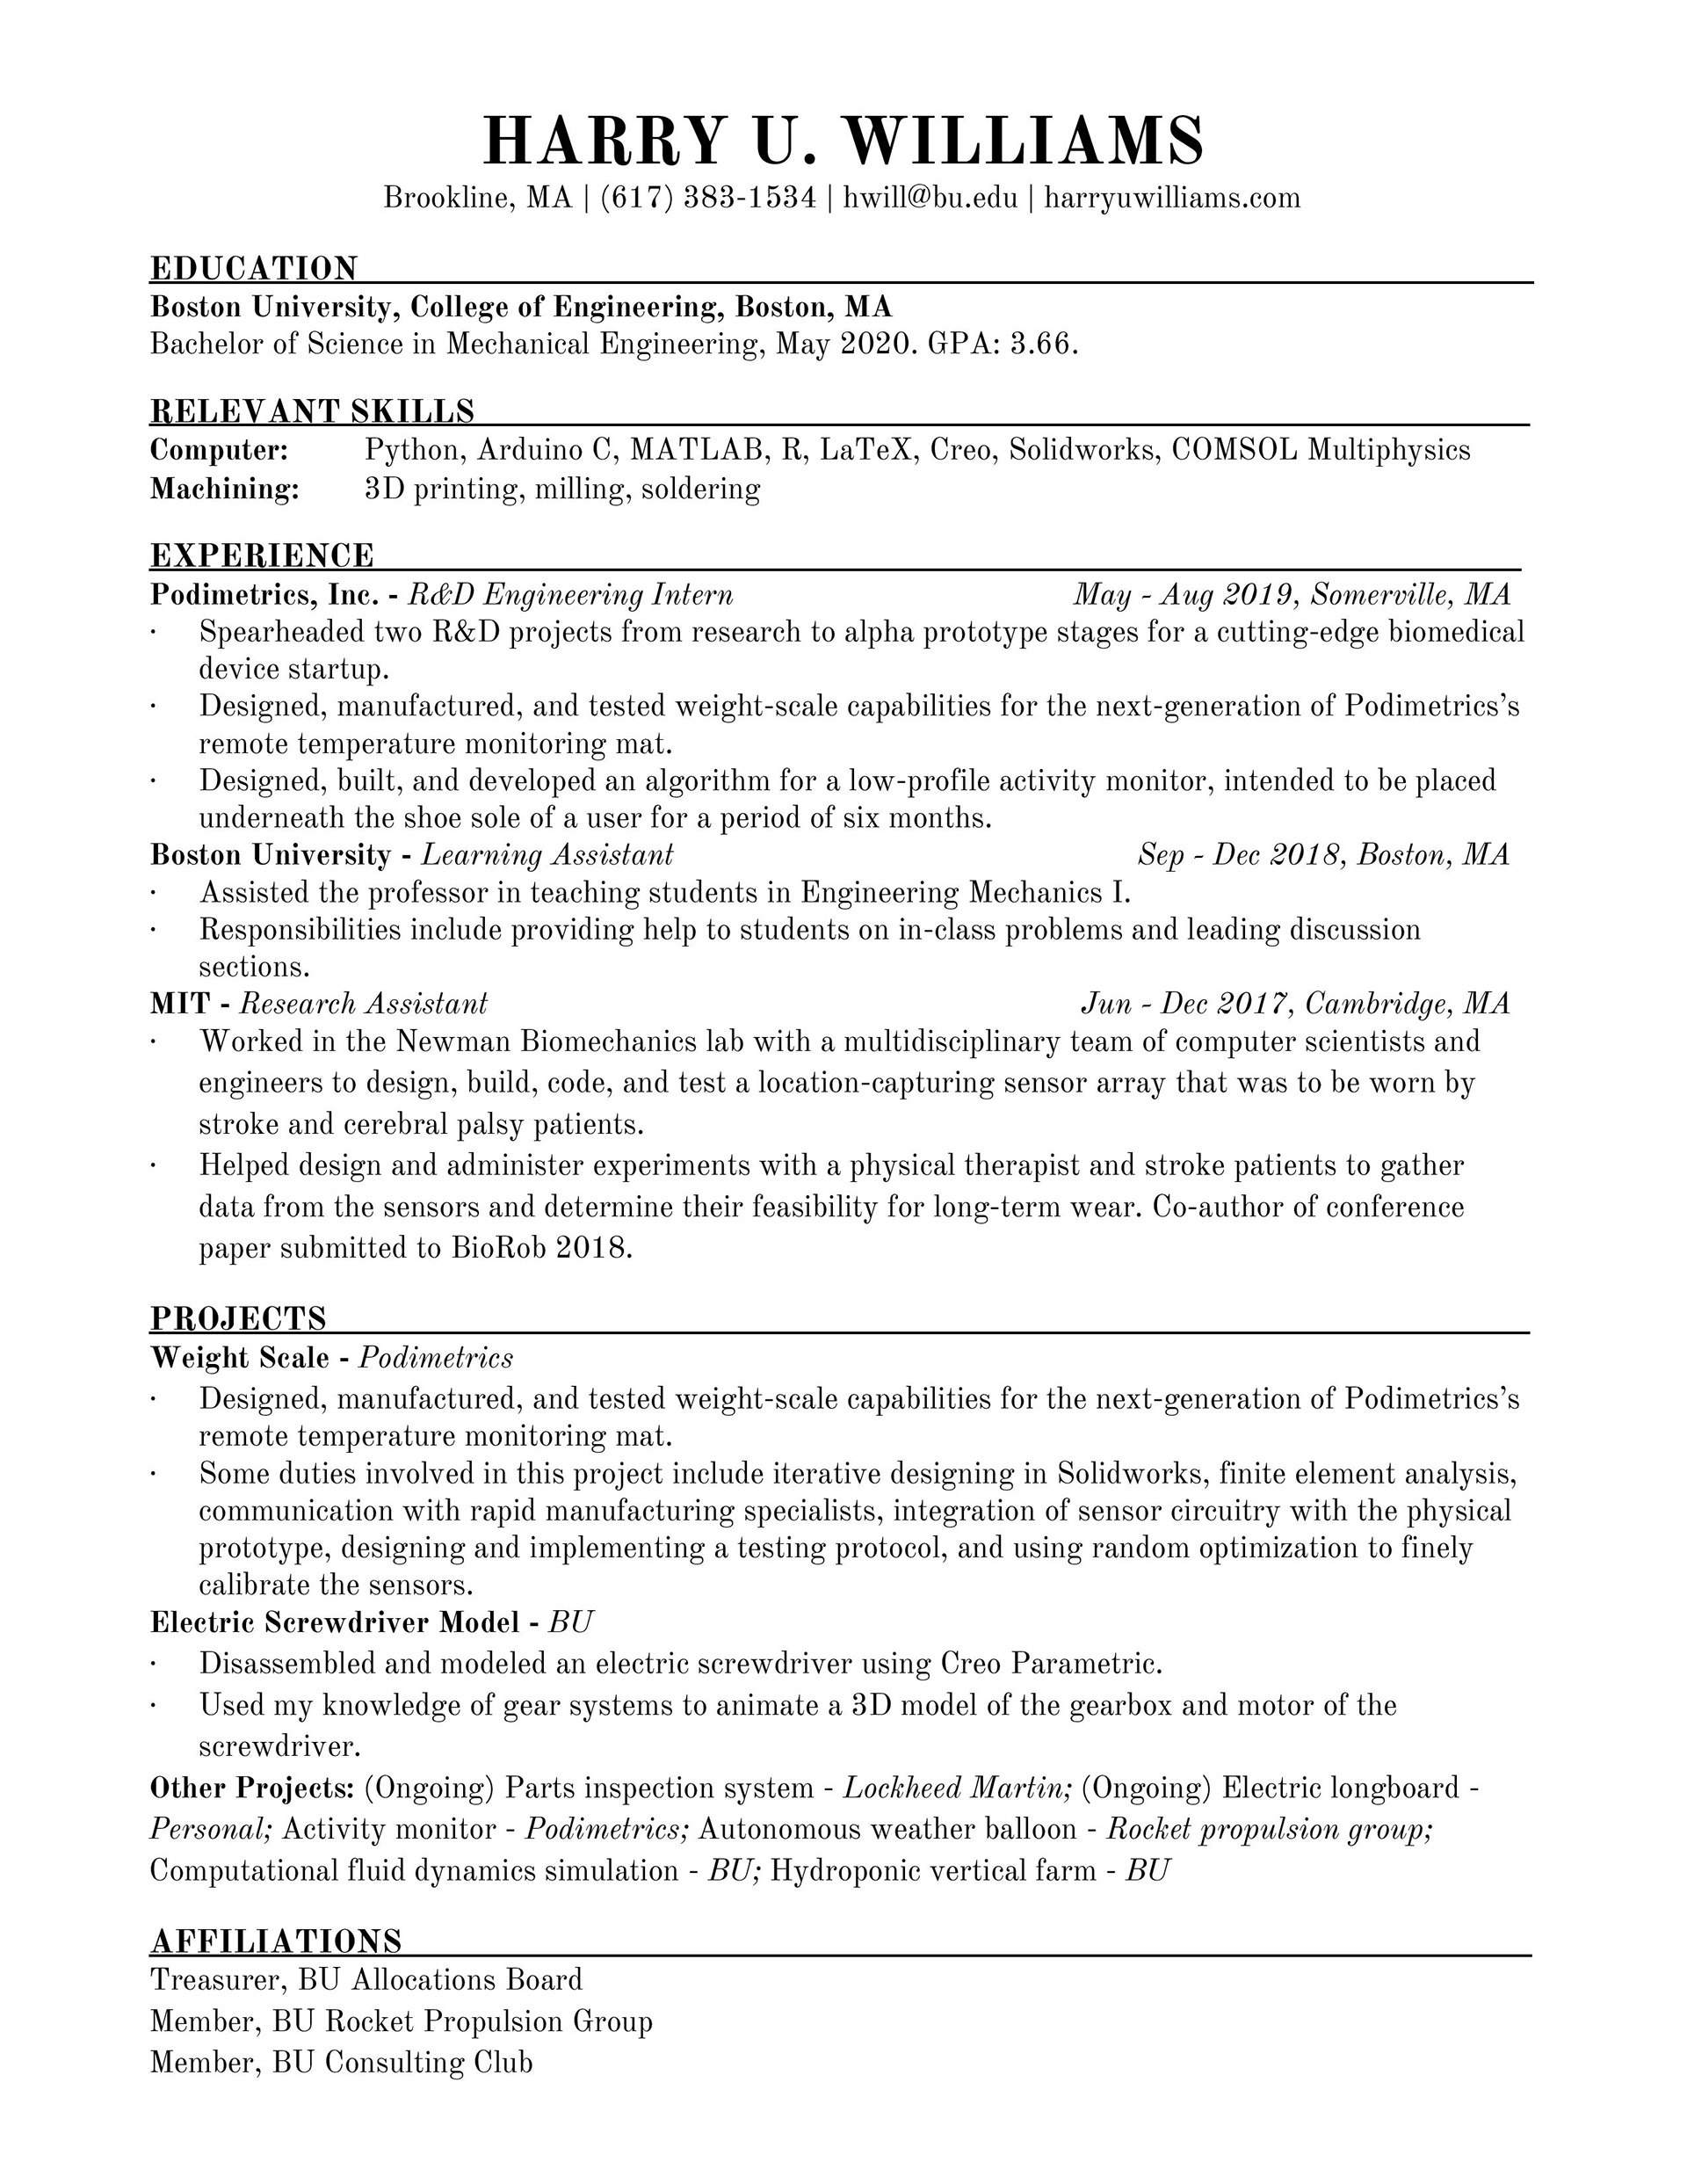 HARRY U. WILLIAMS
Brookline, MA | (617) 383-1534 | hwill@bu.edu | harryuwilliams.com
EDUCATION
Boston University, College of Engineering, Boston, MA
Bachelor of Science in Mechanical Engineering, May 2020. GPA: 3.66.
RELEVANT SKILLS
Computer: Python, Arduino C, MATLAB, R, LaTeX, Creo, Solidworks, COMSOL Multiphysics
Machining: 3D printing, milling, soldering
EXPERIENCE
Podimetrics, Inc. - R&D Engineering Intern May - Aug 2019, Somerville, MA
· Spearheaded two R&D projects from research to alpha prototype stages for a cutting-edge biomedical
device startup.
· Designed, manufactured, and tested weight-scale capabilities for the next-generation of Podimetrics’s
remote temperature monitoring mat.
· Designed, built, and developed an algorithm for a low-profile activity monitor, intended to be placed
underneath the shoe sole of a user for a period of six months.
Boston University - Learning Assistant Sep - Dec 2018, Boston, MA
· Assisted the professor in teaching students in Engineering Mechanics I.
· Responsibilities include providing help to students on in-class problems and leading discussion
sections.
MIT - Research Assistant Jun - Dec 2017, Cambridge, MA
· Worked in the Newman Biomechanics lab with a multidisciplinary team of computer scientists and
engineers to design, build, code, and test a location-capturing sensor array that was to be worn by
stroke and cerebral palsy patients.
· Helped design and administer experiments with a physical therapist and stroke patients to gather
data from the sensors and determine their feasibility for long-term wear. Co-author of conference
paper submitted to BioRob 2018.
PROJECTS
Weight Scale - Podimetrics
· Designed, manufactured, and tested weight-scale capabilities for the next-generation of Podimetrics’s
remote temperature monitoring mat.
· Some duties involved in this project include iterative designing in Solidworks, finite element analysis,
communication with rapid manufacturing specialists, integration of sensor circuitry with the physical
prototype, designing and implementing a testing protocol, and using random optimization to finely
calibrate the sensors.
Electric Screwdriver Model - BU
· Disassembled and modeled an electric screwdriver using Creo Parametric.
· Used my knowledge of gear systems to animate a 3D model of the gearbox and motor of the
screwdriver.
Other Projects: (Ongoing) Parts inspection system - Lockheed Martin; (Ongoing) Electric longboard -
Personal; Activity monitor - Podimetrics; Autonomous weather balloon - Rocket propulsion group;
Computational fluid dynamics simulation - BU; Hydroponic vertical farm - BU
AFFILIATIONS
Treasurer, BU Allocations Board
Member, BU Rocket Propulsion Group
Member, BU Consulting Club